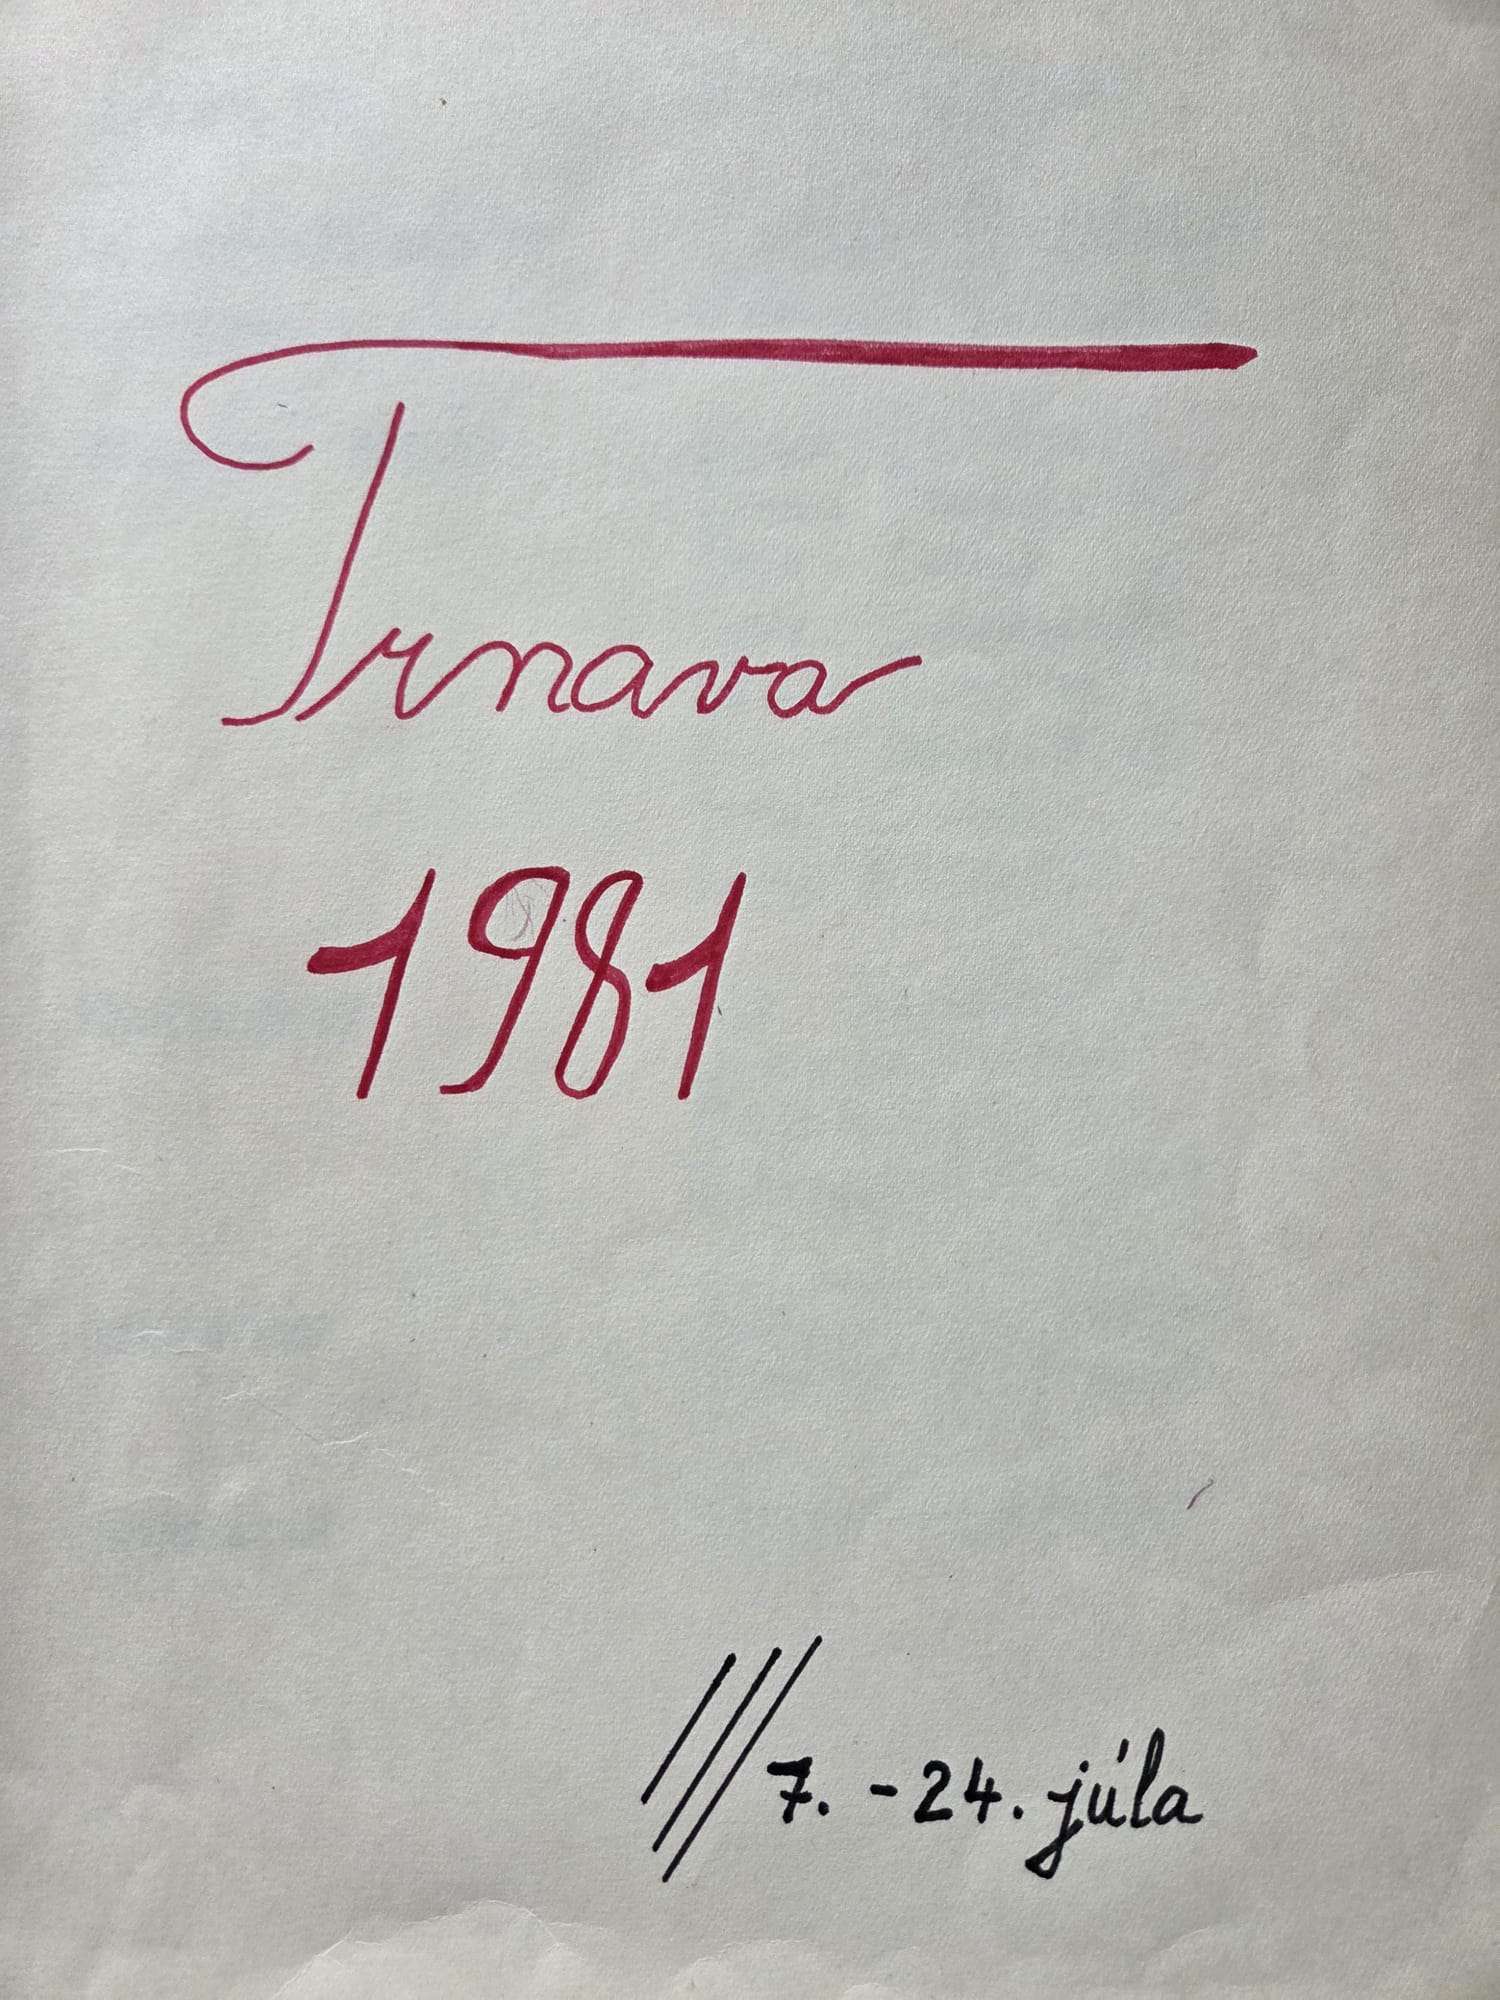 Trnava
1981
7. - 24. júla